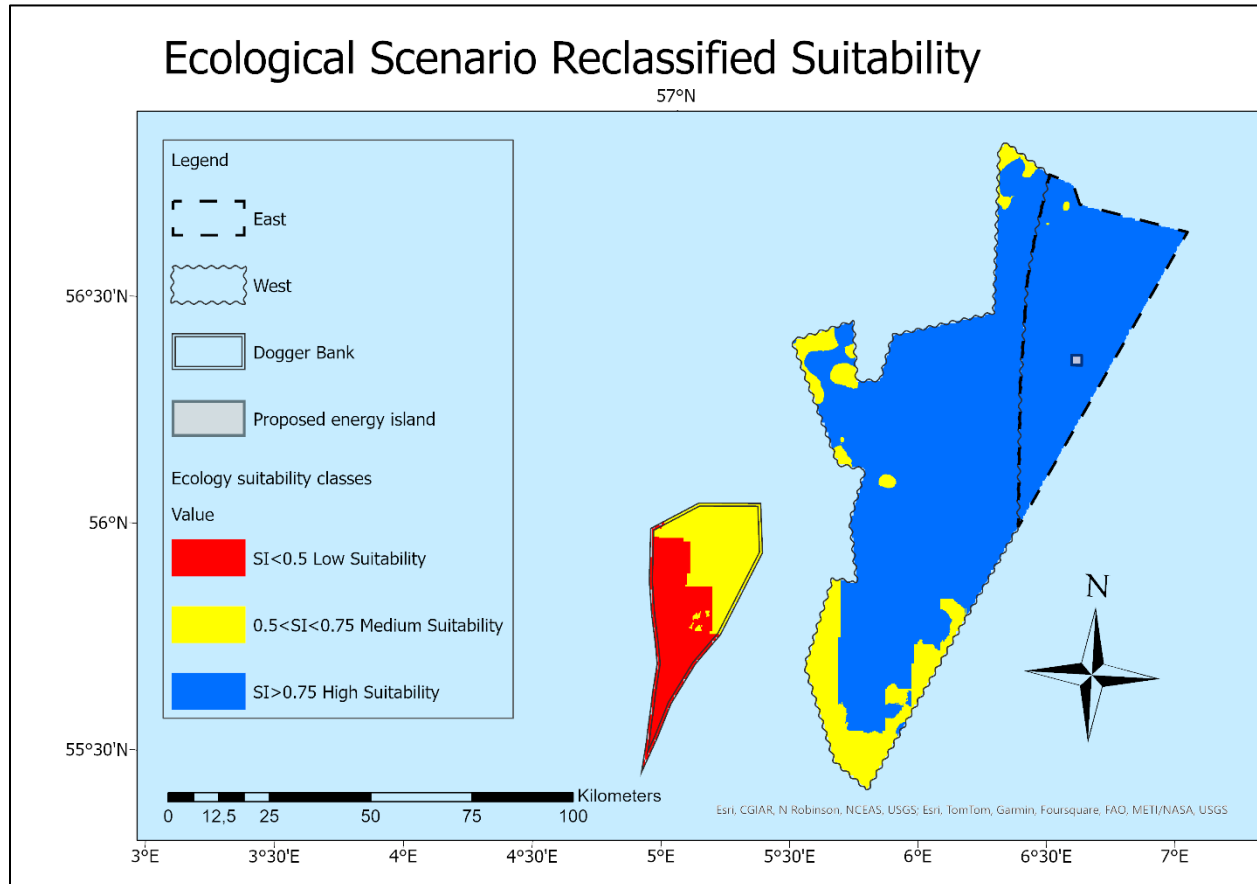 Ecological Scenario Reclassified Suitability
57°N
Legend
East
West
Dogger Bank
Proposed energy island
Ecology suitability classes
Value
SI<0.5 Low Suitability
0.5<SI<0.75 Medium Suitability
SI>0.75 High Suitability
56°30'N
56°N
55°30'N
N
Kilometers
0 12,5 25 50 75 100
Esri, CGIAR, N Robinson, NCEAS, USGS; Esri, TomTom, Garmin, Foursquare, FAO, METI/NASA, USGS
3°E 3°30'E 4°E 4°30'E 5°E 5°30'E 6°E 6°30'E 7°E